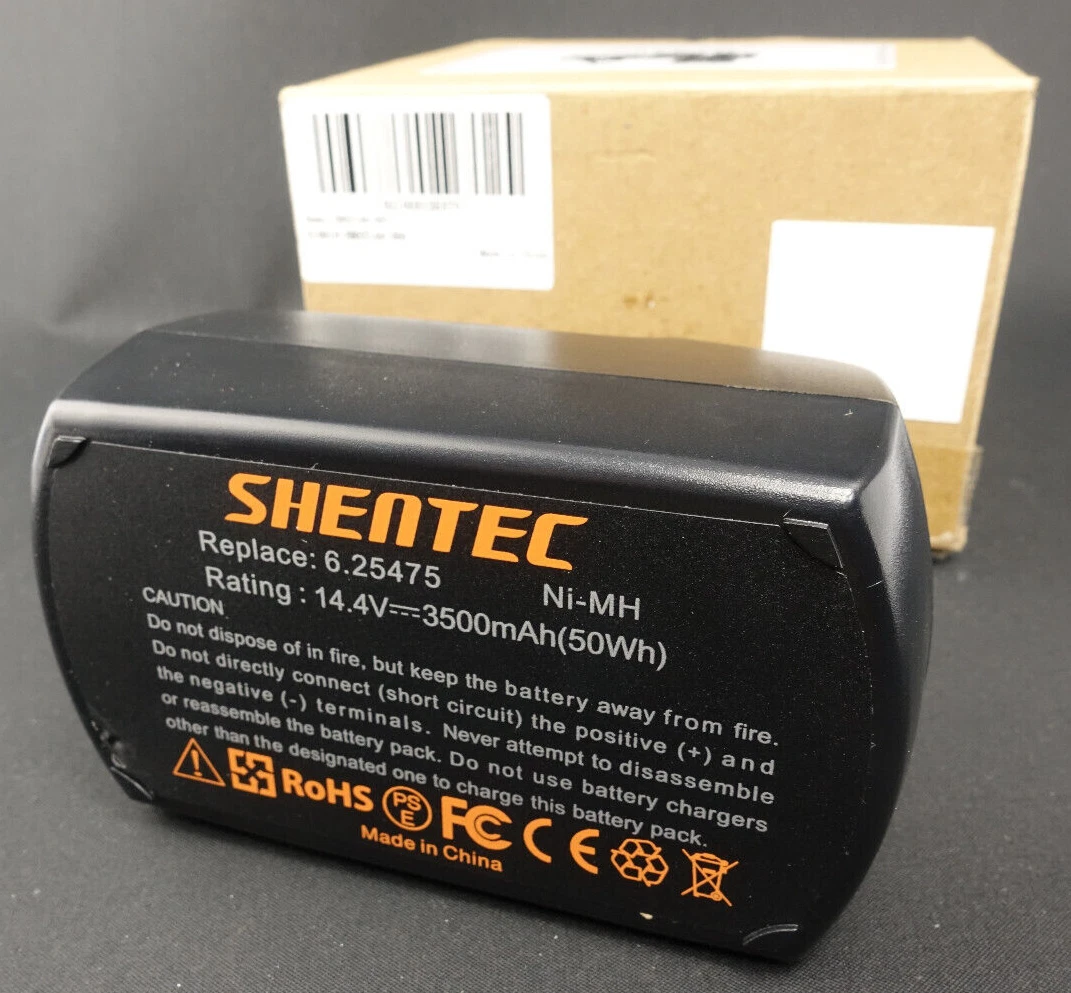 SHENTEC
Replace: 6.25475
Ni-MH
Rating : 14.4V⎓3500mAh(50Wh)
CAUTION
Do not dispose of in fire, but keep the battery away from fire.
Do not directly connect (short circuit) the positive (+) and
the negative (-) terminals. Never attempt to disassemble
or reassemble the battery pack. Do not use battery chargers
other than the designated one to charge this battery pack.
RoHS PS E FC CE
Made in China